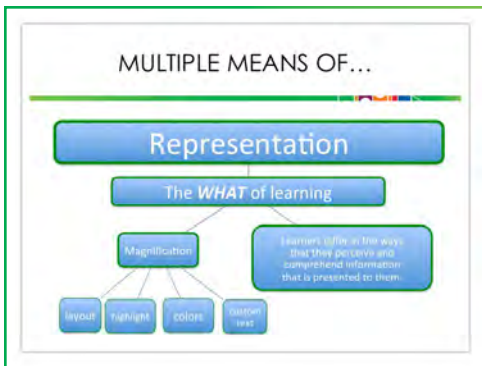 MULTIPLE MEANS OF...
Representation
The WHAT of learning
Magnification
Learners differ in the ways
that they perceive and
comprehend information
that is presented to them.
layout
highlight
colors
text